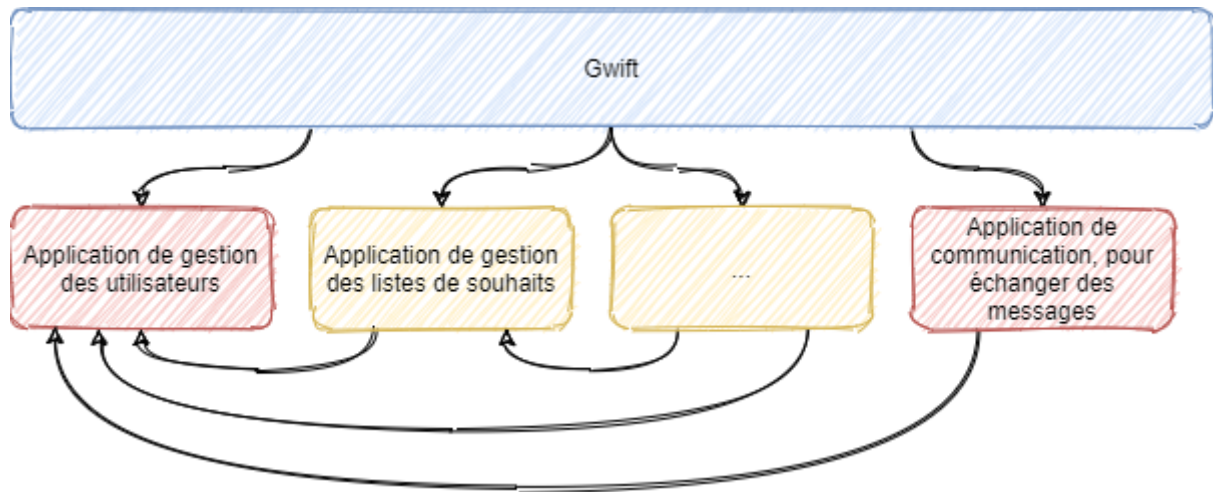 Gwift
Application de gestion
des utilisateurs
Application de gestion
des listes de souhaits
...
Application de
communication, pour
échanger des
messages